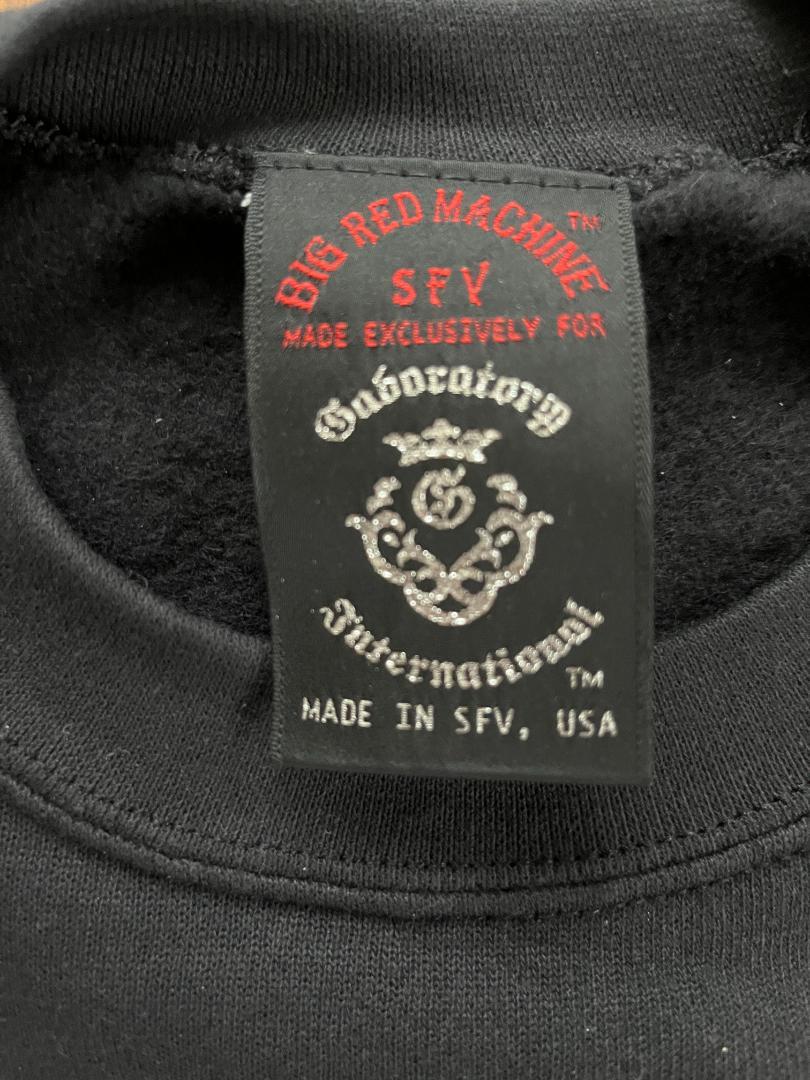 BIG RED MACHINE™
SFV
MADE EXCLUSIVELY FOR
Gaboratory
G
International
TM
MADE IN SFV, USA